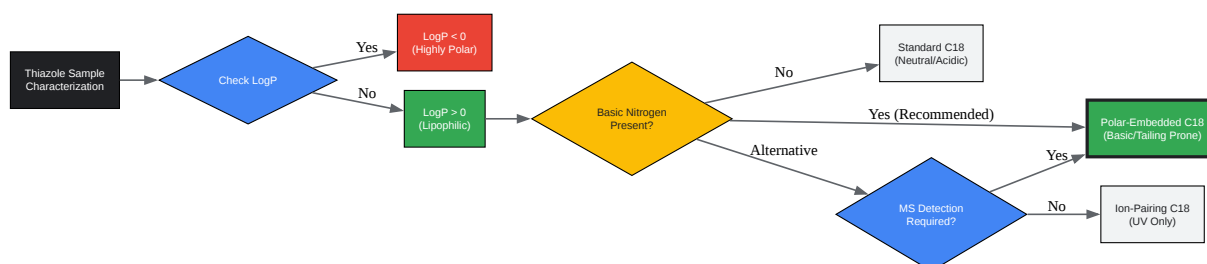 Thiazole Sample
Characterization
Check LogP
Yes
LogP < 0
(Highly Polar)
No
LogP > 0
(Lipophilic)
Basic Nitrogen
Present?
No
Standard C18
(Neutral/Acidic)
Yes (Recommended)
Polar-Embedded C18
(Basic/Tailing Prone)
Alternative
MS Detection
Required?
Yes
No
Ion-Pairing C18
(UV Only)